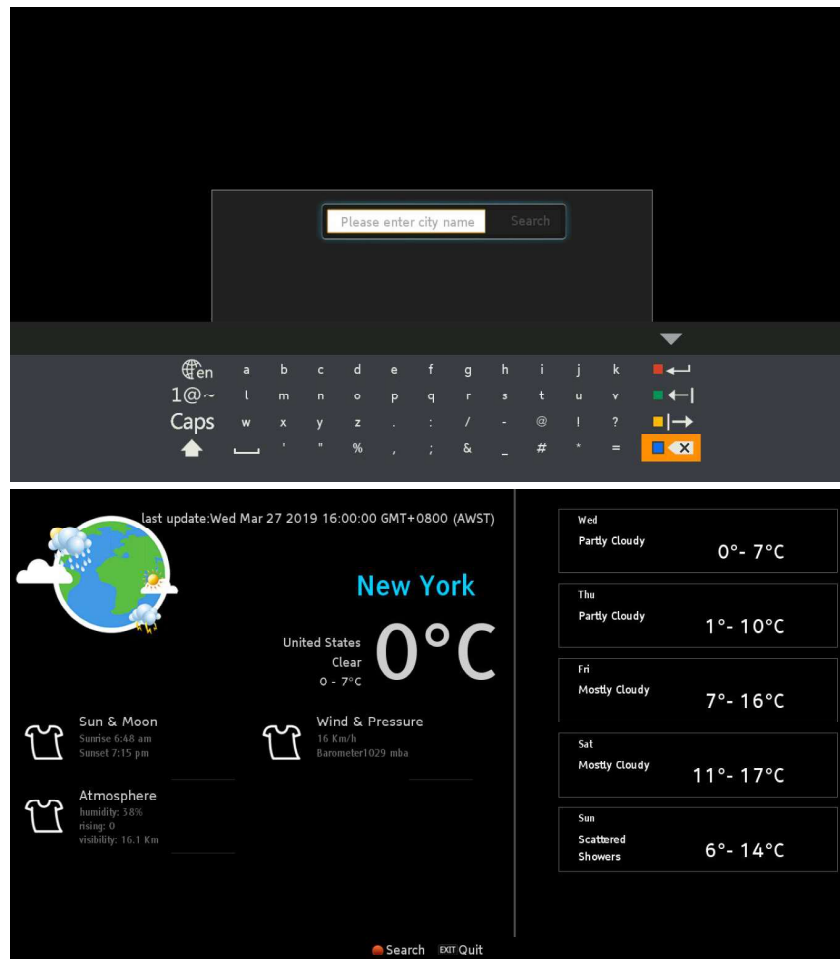 Please enter city name Search
en a b c d e f g h i j k
1@~ l m n o p q r s t u v
Caps w x y z . : / - @ ! ?
' " % , ; & _ # * =
last update:Wed Mar 27 2019 16:00:00 GMT+0800 (AWST)
New York
United States
Clear
0 - 7°C
0°C
Sun & Moon
Sunrise 6:48 am
Sunset 7:15 pm
Wind & Pressure
16 Km/h
Barometer1029 mba
Atmosphere
humidity: 38%
rising: 0
visibility: 16.1 Km
Wed
Partly Cloudy
0°- 7°C
Thu
Partly Cloudy
1°- 10°C
Fri
Mostly Cloudy
7°- 16°C
Sat
Mostly Cloudy
11°- 17°C
Sun
Scattered
Showers
6°- 14°C
Search EXIT Quit